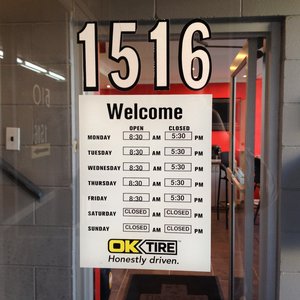 1516
Welcome
OPEN CLOSED
MONDAY 8:30 AM 5:30 PM
TUESDAY 8:30 AM 5:30 PM
WEDNESDAY 8:30 AM 5:30 PM
THURSDAY 8:30 AM 5:30 PM
FRIDAY 8:30 AM 5:30 PM
SATURDAY CLOSED AM CLOSED PM
SUNDAY CLOSED AM CLOSED PM
OK TIRE
Honestly driven.